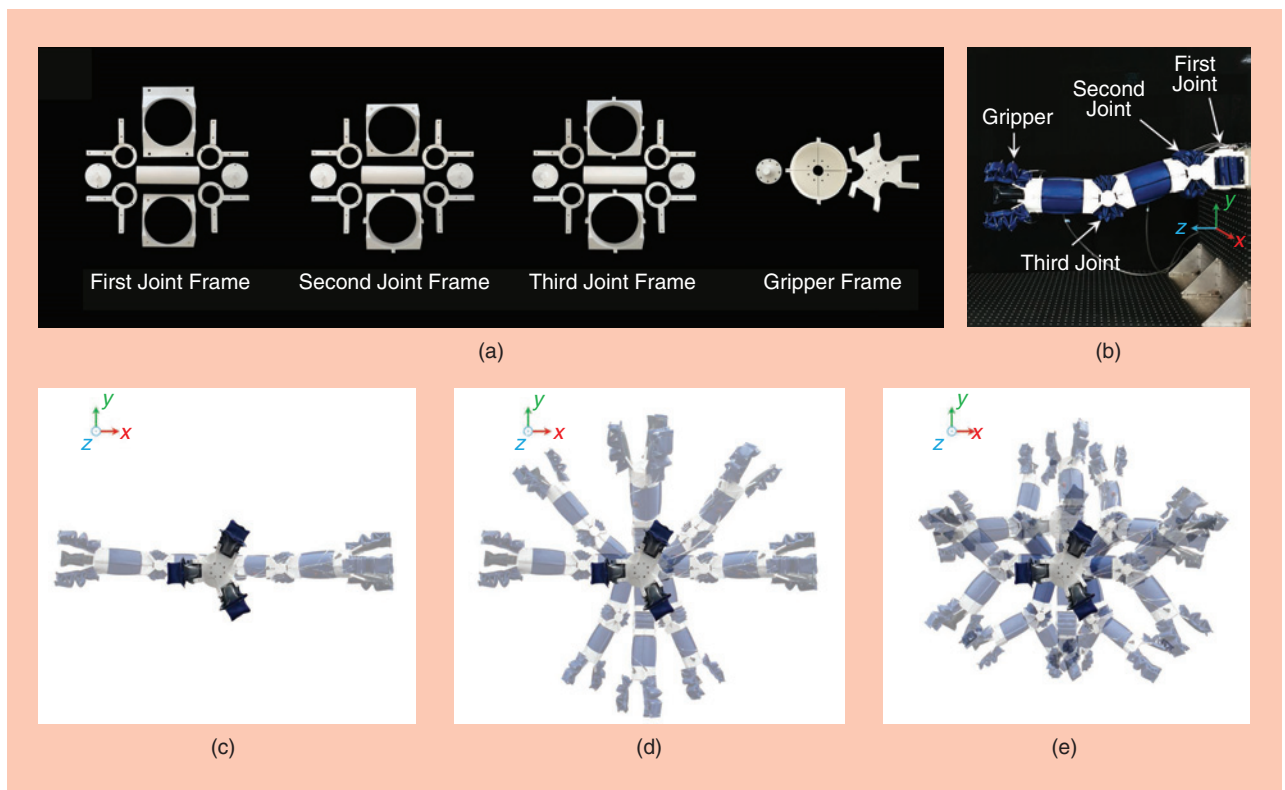 First Joint Frame
Second Joint Frame
Third Joint Frame
Gripper Frame
(a)
First
Joint
Second
Joint
Gripper
y
z
x
Third Joint
(b)
y
z
x
(c)
y
z
x
(d)
y
z
x
(e)